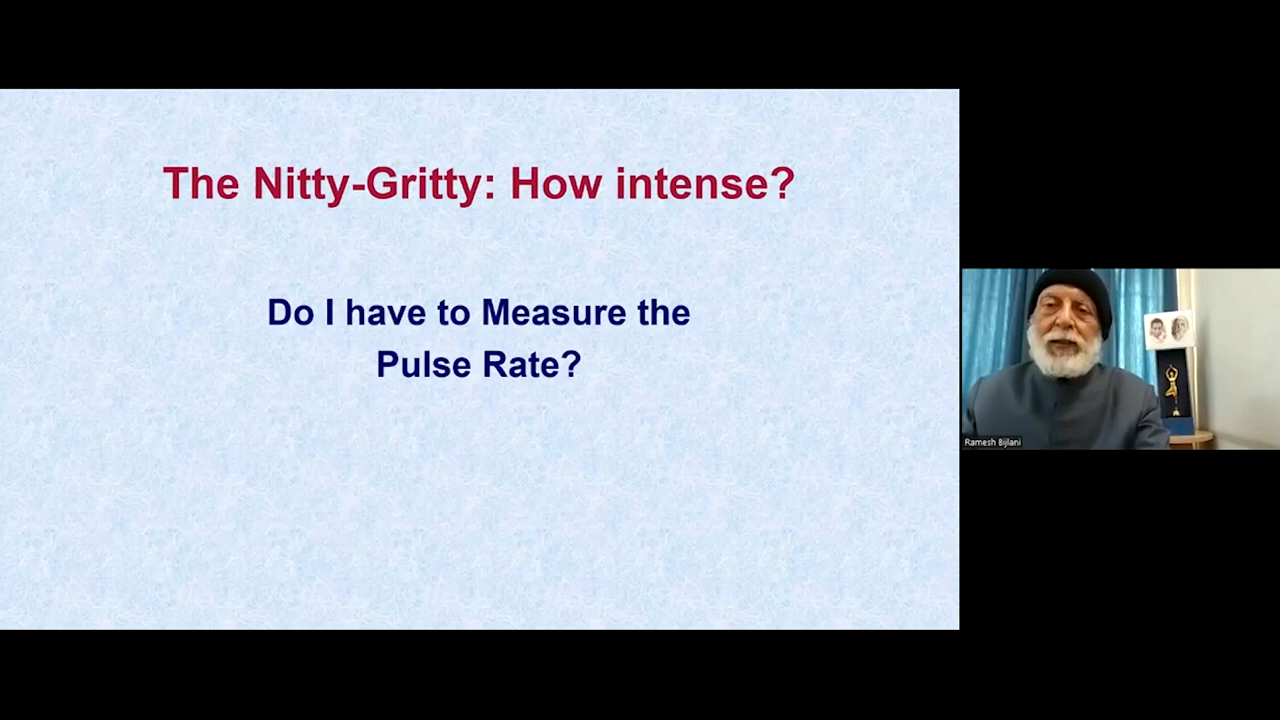 The Nitty-Gritty: How intense?
Do I have to Measure the
Pulse Rate?
Ramesh Bijlani